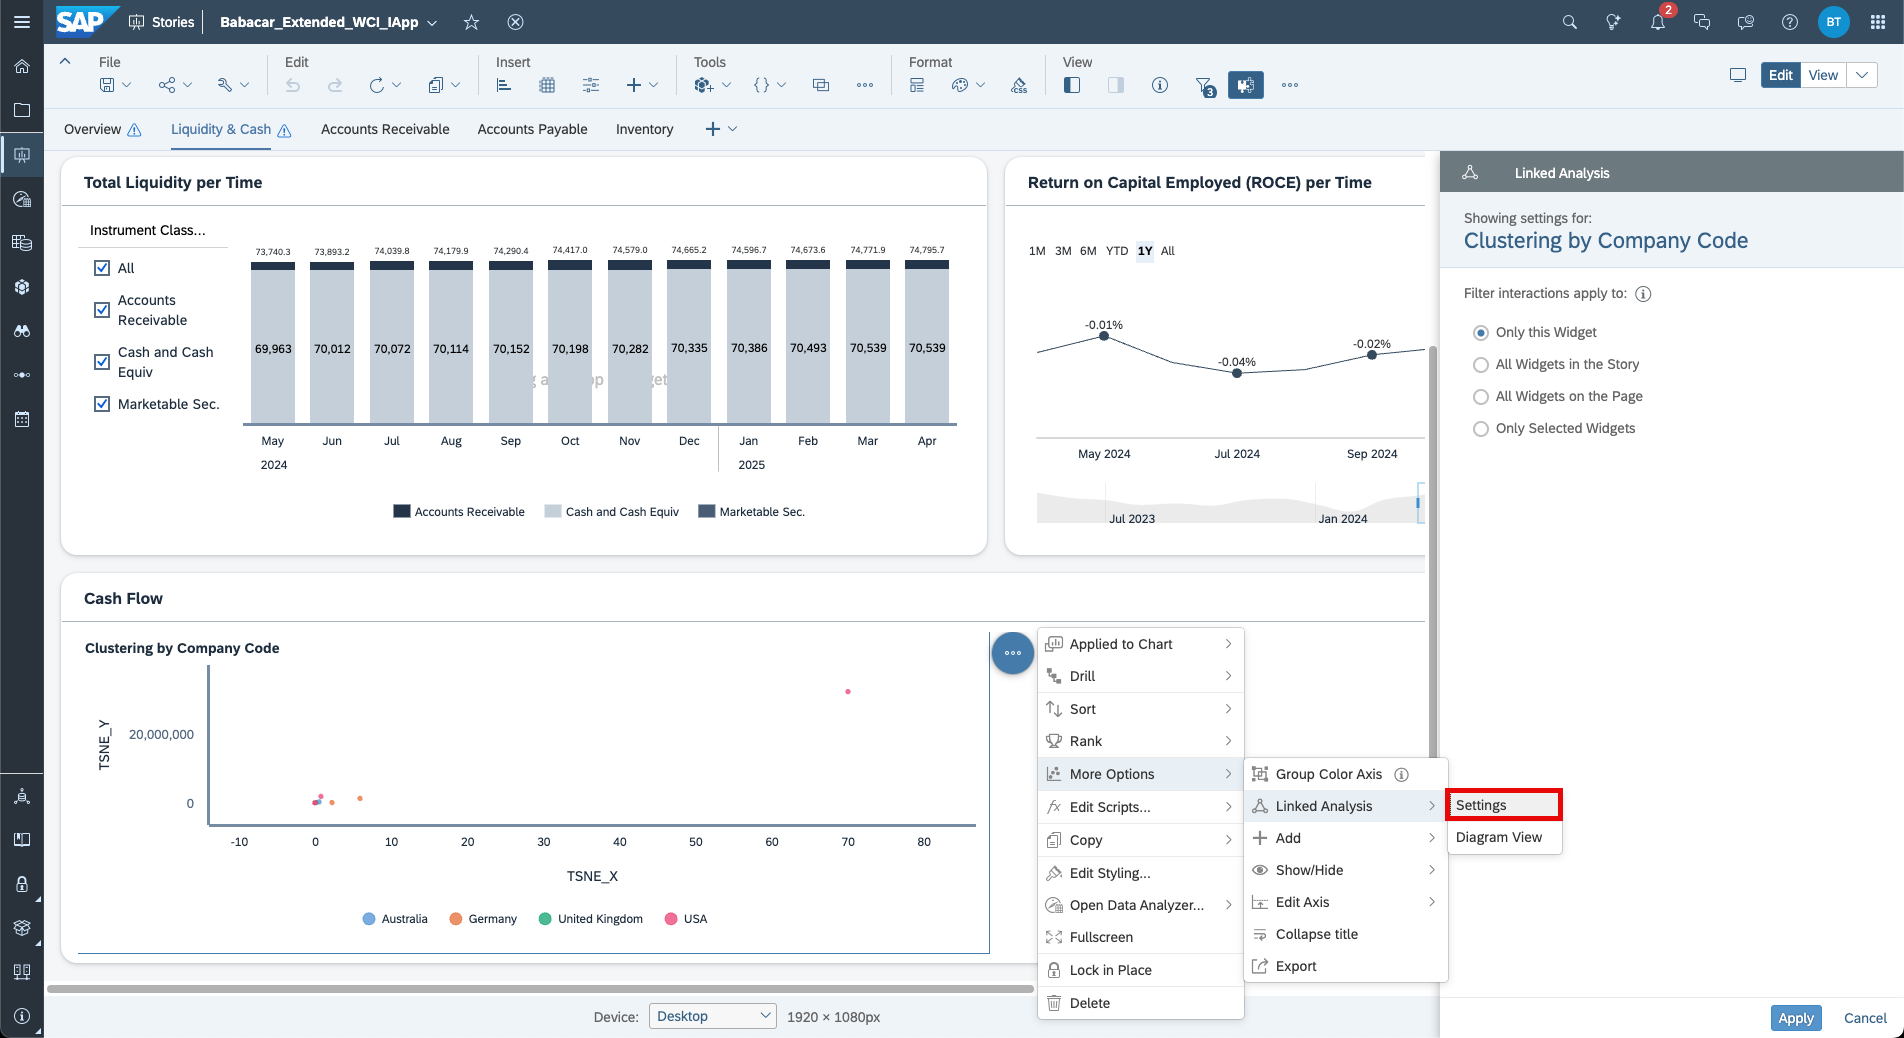 SAP
Stories
Babacar_Extended_WCI_IApp
2
BT
File
Edit
Insert
Tools
Format
View
CSS
3
Edit
View
Overview
Liquidity & Cash
Accounts Receivable
Accounts Payable
Inventory
Total Liquidity per Time
Instrument Class...
All
Accounts
Receivable
Cash and Cash
Equiv
Marketable Sec.
73,740.3 73,893.2 74,039.8 74,179.9 74,290.4 74,417.0 74,579.0 74,665.2 74,596.7 74,673.6 74,771.9 74,795.7
69,963 70,012 70,072 70,114 70,152 70,198 70,282 70,335 70,386 70,493 70,539 70,539
May Jun Jul Aug Sep Oct Nov Dec Jan Feb Mar Apr
2024 2025
Accounts Receivable Cash and Cash Equiv Marketable Sec.
Return on Capital Employed (ROCE) per Time
1M 3M 6M YTD 1Y All
-0.01%
-0.04%
-0.02%
May 2024 Jul 2024 Sep 2024
Jul 2023 Jan 2024
Cash Flow
Clustering by Company Code
TSNE_Y
20,000,000
0
-10 0 10 20 30 40 50 60 70 80
TSNE_X
Australia Germany United Kingdom USA
Applied to Chart
Drill
Sort
Rank
More Options
Edit Scripts...
Copy
Edit Styling...
Open Data Analyzer...
Fullscreen
Lock in Place
Delete
Group Color Axis
Linked Analysis
Add
Show/Hide
Edit Axis
Collapse title
Export
Settings
Diagram View
Linked Analysis
Showing settings for:
Clustering by Company Code
Filter interactions apply to:
Only this Widget
All Widgets in the Story
All Widgets on the Page
Only Selected Widgets
Device: Desktop 1920 × 1080px
Apply
Cancel